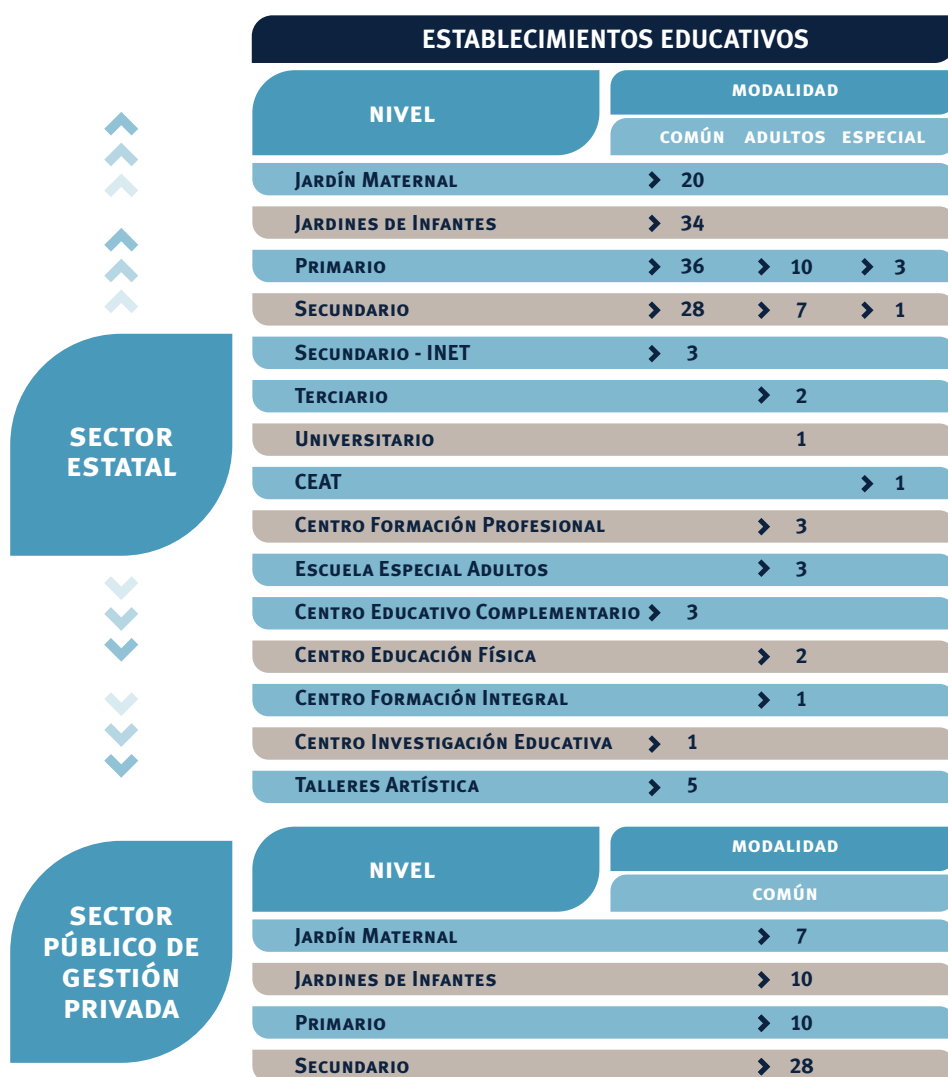 ESTABLECIMIENTOS EDUCATIVOS
NIVEL
MODALIDAD
COMÚN ADULTOS ESPECIAL
JARDÍN MATERNAL 20
JARDINES DE INFANTES 34
PRIMARIO 36 10 3
SECUNDARIO 28 7 1
SECUNDARIO - INET 3
TERCIARIO 2
UNIVERSITARIO 1
CEAT 1
CENTRO FORMACIÓN PROFESIONAL 3
ESCUELA ESPECIAL ADULTOS 3
CENTRO EDUCATIVO COMPLEMENTARIO 3
CENTRO EDUCACIÓN FÍSICA 2
CENTRO FORMACIÓN INTEGRAL 1
CENTRO INVESTIGACIÓN EDUCATIVA 1
TALLERES ARTÍSTICA 5
SECTOR
ESTATAL
NIVEL
MODALIDAD
COMÚN
JARDÍN MATERNAL 7
JARDINES DE INFANTES 10
PRIMARIO 10
SECUNDARIO 28
SECTOR
PÚBLICO DE
GESTIÓN
PRIVADA